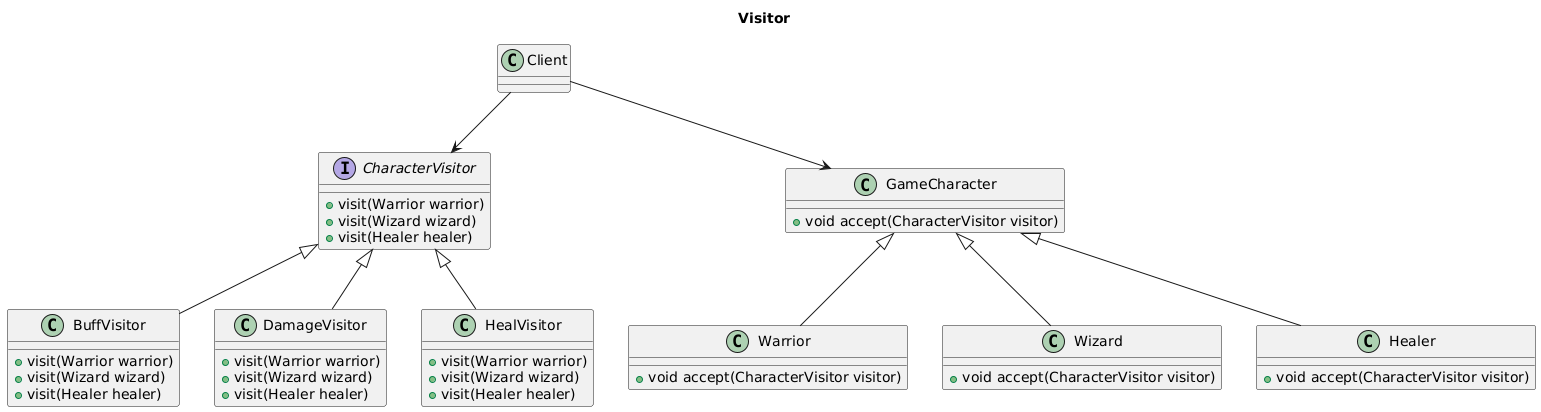 Visitor
C Client
I CharacterVisitor
visit(Warrior warrior)
visit(Wizard wizard)
visit(Healer healer)
C GameCharacter
void accept(CharacterVisitor visitor)
C BuffVisitor
visit(Warrior warrior)
visit(Wizard wizard)
visit(Healer healer)
C DamageVisitor
visit(Warrior warrior)
visit(Wizard wizard)
visit(Healer healer)
C HealVisitor
visit(Warrior warrior)
visit(Wizard wizard)
visit(Healer healer)
C Warrior
void accept(CharacterVisitor visitor)
C Wizard
void accept(CharacterVisitor visitor)
C Healer
void accept(CharacterVisitor visitor)